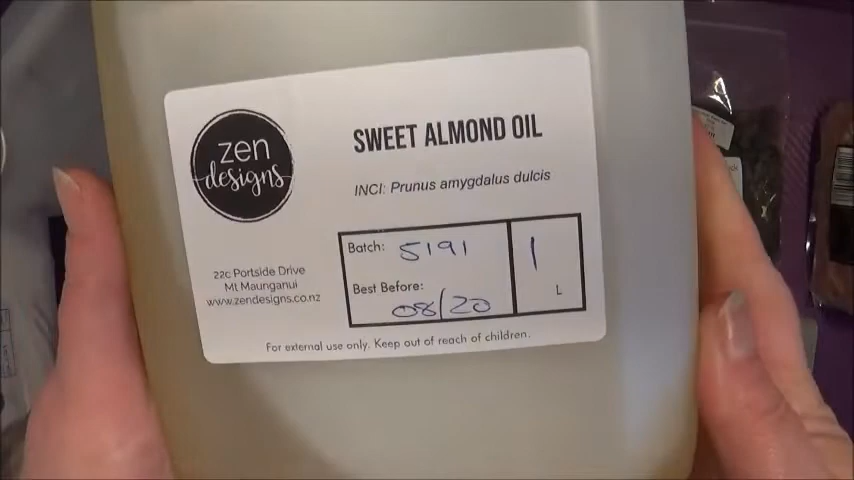 zen
designs
SWEET ALMOND OIL
INCI: Prunus amygdalus dulcis
22c Portside Drive
Mt Maunganui
www.zendesigns.co.nz
Batch: 5191
Best Before:
08/20
1
L
For external use only. Keep out of reach of children.